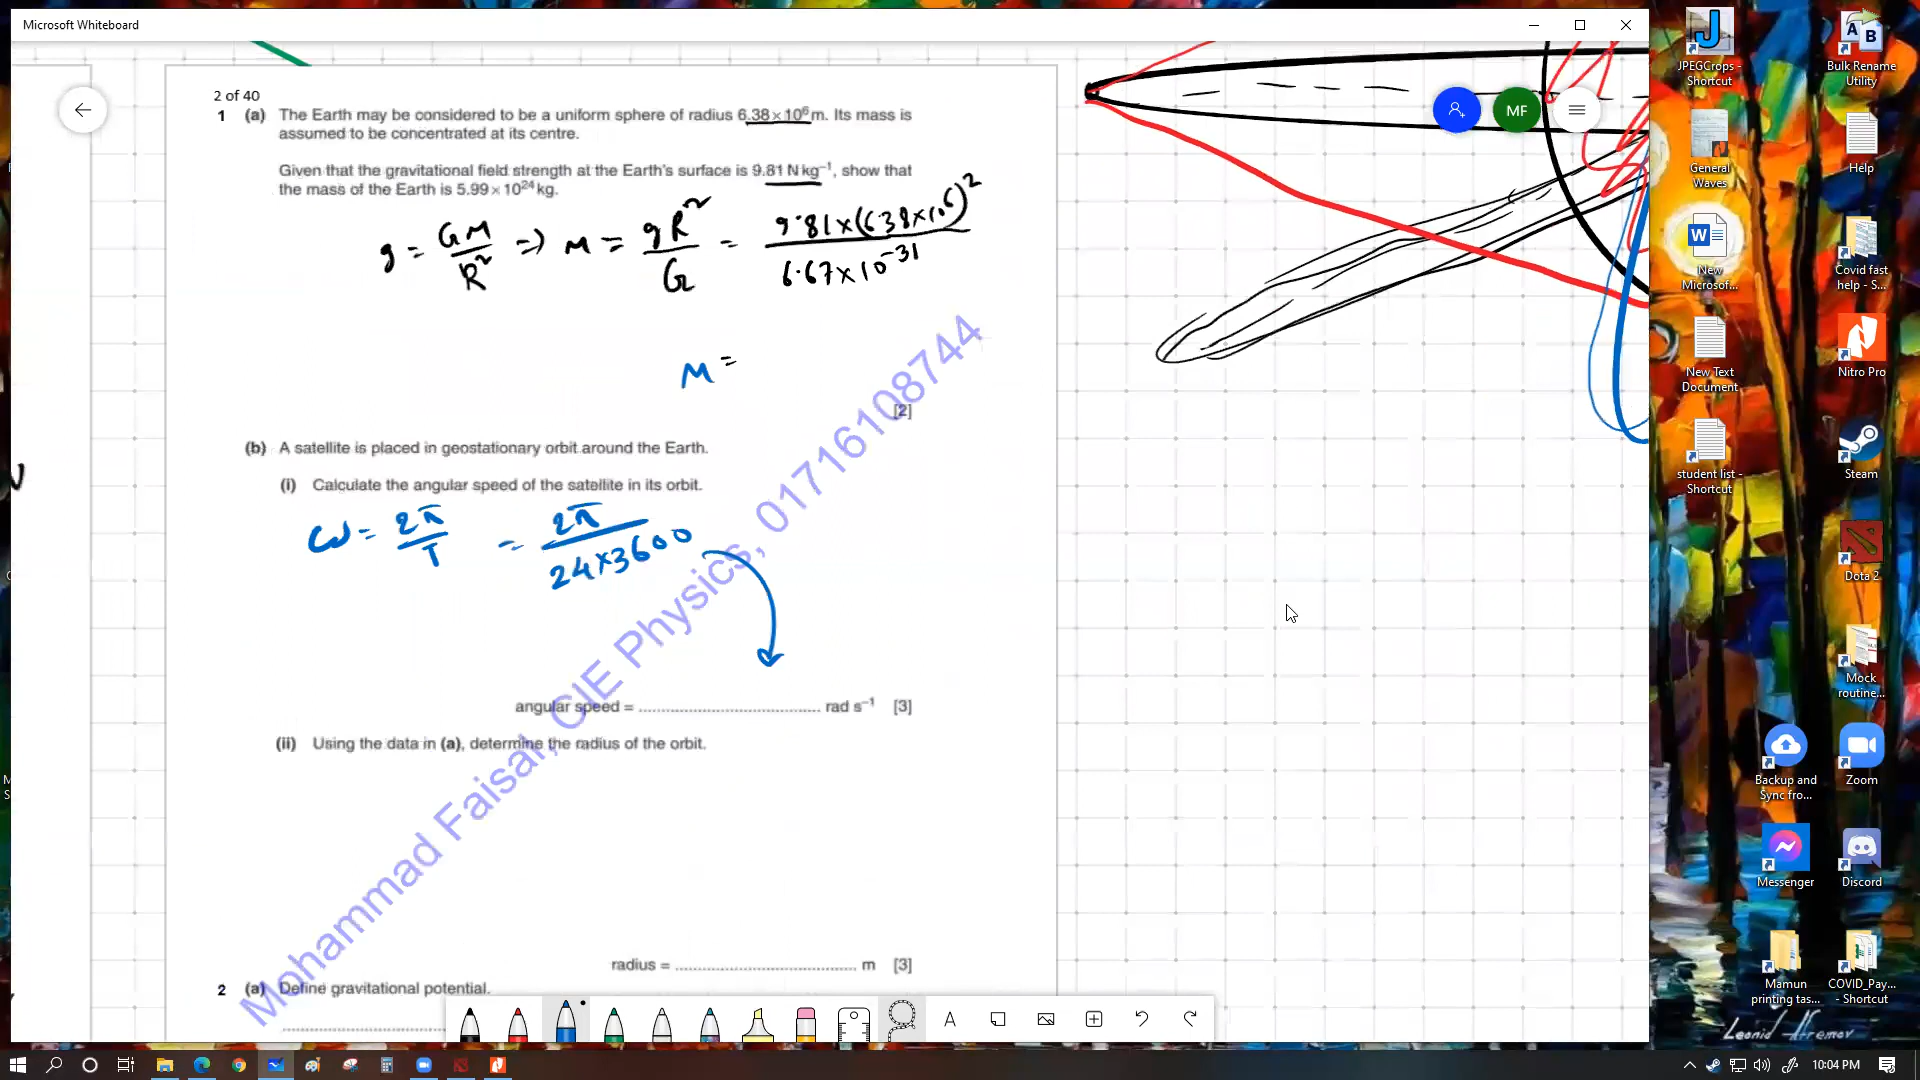 Microsoft Whiteboard
2 of 40
1 (a) The Earth may be considered to be a uniform sphere of radius 6.38 × 10⁶ m. Its mass is
assumed to be concentrated at its centre.
Given that the gravitational field strength at the Earth's surface is 9.81 N kg⁻¹, show that
the mass of the Earth is 5.99 × 10²⁴ kg.
g = GM/R² => M = gR²/G = 9.81×(6.38×10⁶)²/6.67×10⁻³¹
M =
[2]
(b) A satellite is placed in geostationary orbit around the Earth.
(i) Calculate the angular speed of the satellite in its orbit.
ω = 2π/T = 2π/24×3600
angular speed = ............ rad s⁻¹ [3]
(ii) Using the data in (a), determine the radius of the orbit.
radius = ............ m [3]
2 (a) Define gravitational potential.
Mohammad Faisal, CIE Physics, 01716108744
MF
JPEGCrops - Shortcut
Bulk Rename Utility
General Waves
Help
New Microsof...
Covid fast help - S...
New Text Document
Nitro Pro
student list - Shortcut
Steam
Dota 2
Mock routine...
Backup and Sync fro...
Zoom
Messenger
Discord
Mamun printing tas...
COVID_Pay... - Shortcut
Leonid Afremov
10:04 PM